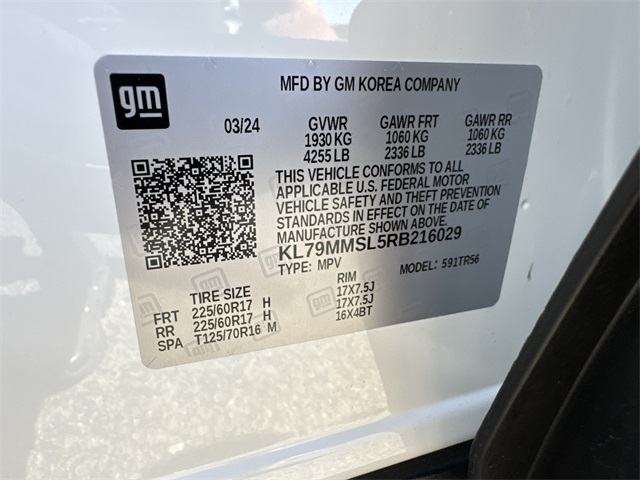 gm
MFD BY GM KOREA COMPANY
03/24 GVWR GAWR FRT GAWR RR
1930 KG 1060 KG 1060 KG
4255 LB 2336 LB 2336 LB
THIS VEHICLE CONFORMS TO ALL
APPLICABLE U.S. FEDERAL MOTOR
VEHICLE SAFETY AND THEFT PREVENTION
STANDARDS IN EFFECT ON THE DATE OF
MANUFACTURE SHOWN ABOVE.
KL79MMSL5RB216029
TYPE: MPV MODEL: 591TR56
TIRE SIZE RIM
FRT 225/60R17 H 17X7.5J
RR 225/60R17 H 17X7.5J
SPA T125/70R16 M 16X4BT